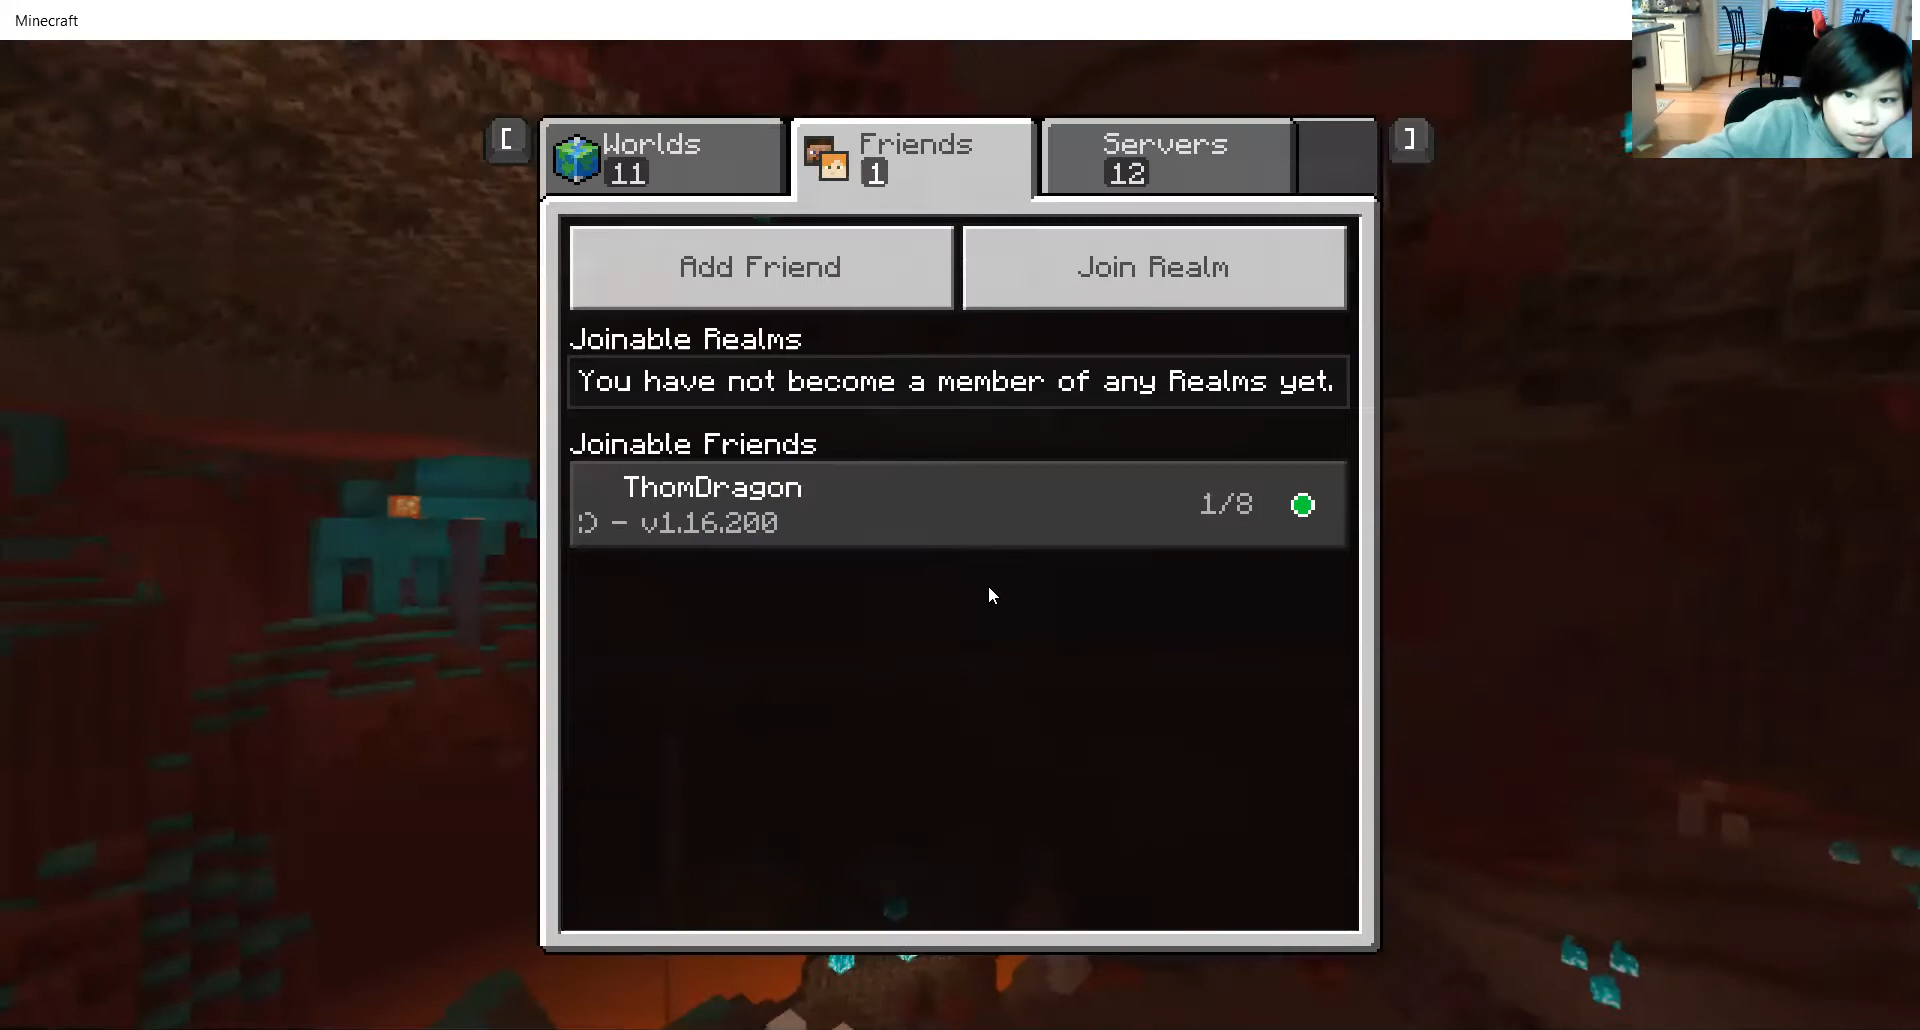 Minecraft
[
Worlds
11
Friends
1
Servers
12
]
Add Friend
Join Realm
Joinable Realms
You have not become a member of any Realms yet.
Joinable Friends
ThomDragon
:) - v1.16.200
1/8